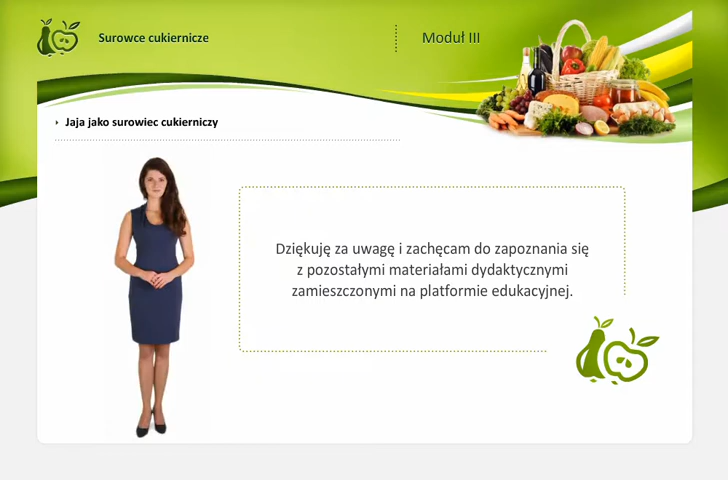 Surowce cukiernicze
Moduł III
Jaja jako surowiec cukierniczy
Dziękuję za uwagę i zachęcam do zapoznania się
z pozostałymi materiałami dydaktycznymi
zamieszczonymi na platformie edukacyjnej.